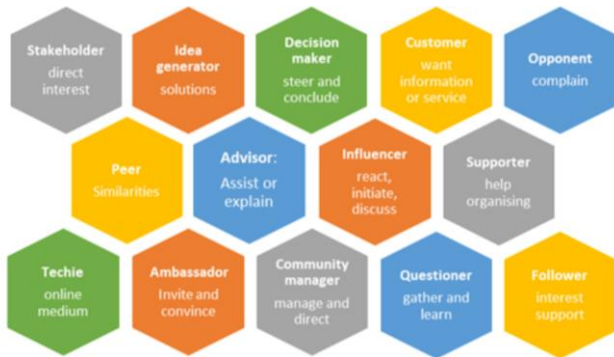 Stakeholder
direct
interest
Idea
generator
solutions
Decision
maker
steer and
conclude
Customer
want
information
or service
Opponent
complain
Peer
Similarities
Advisor:
Assist or
explain
Influencer
react,
initiate,
discuss
Supporter
help
organising
Techie
online
medium
Ambassador
Invite and
convince
Community
manager
manage and
direct
Questioner
gather and
learn
Follower
interest
support